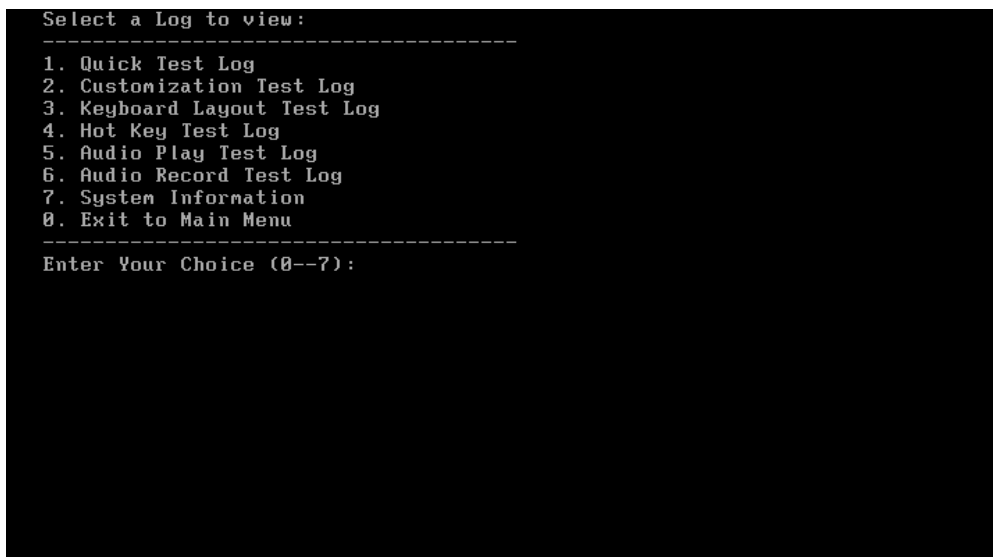 Select a Log to view:
--------------------------------------
1. Quick Test Log
2. Customization Test Log
3. Keyboard Layout Test Log
4. Hot Key Test Log
5. Audio Play Test Log
6. Audio Record Test Log
7. System Information
0. Exit to Main Menu
--------------------------------------
Enter Your Choice (0--7):